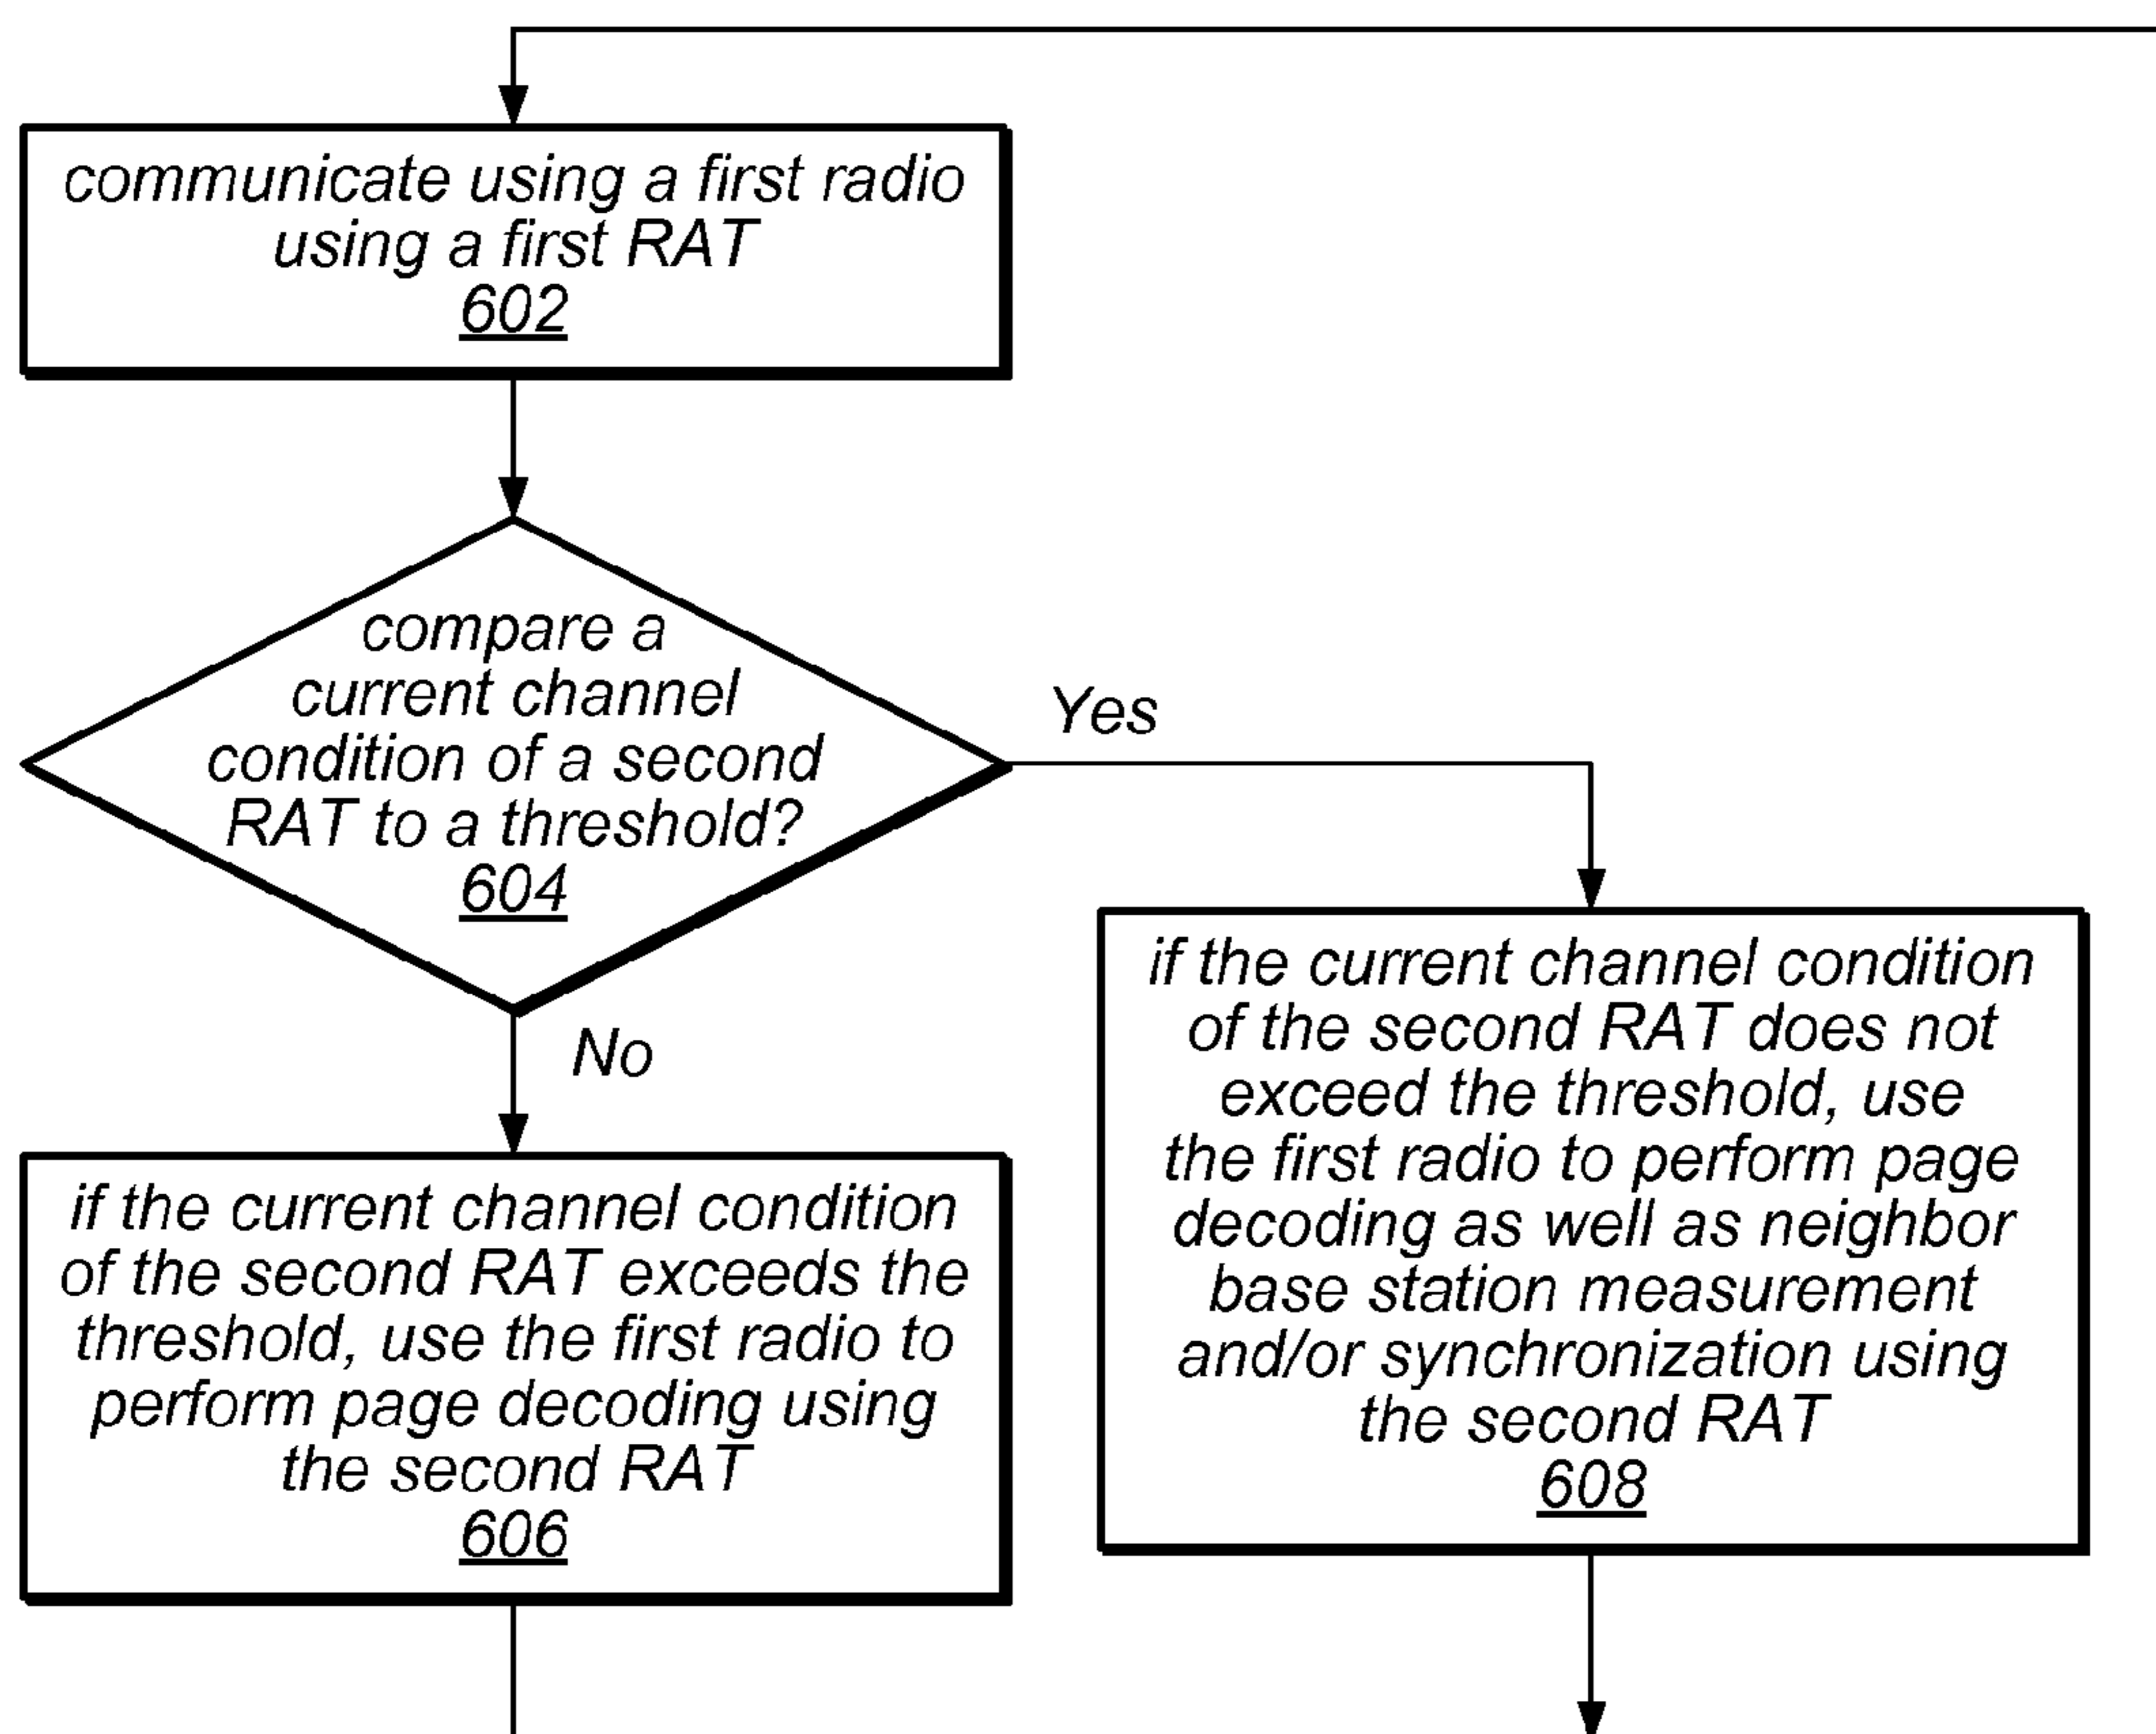 communicate using a first radio
using a first RAT
602
compare a
current channel
condition of a second
RAT to a threshold?
604
Yes
No
if the current channel condition
of the second RAT exceeds the
threshold, use the first radio to
perform page decoding using
the second RAT
606
if the current channel condition
of the second RAT does not
exceed the threshold, use
the first radio to perform page
decoding as well as neighbor
base station measurement
and/or synchronization using
the second RAT
608